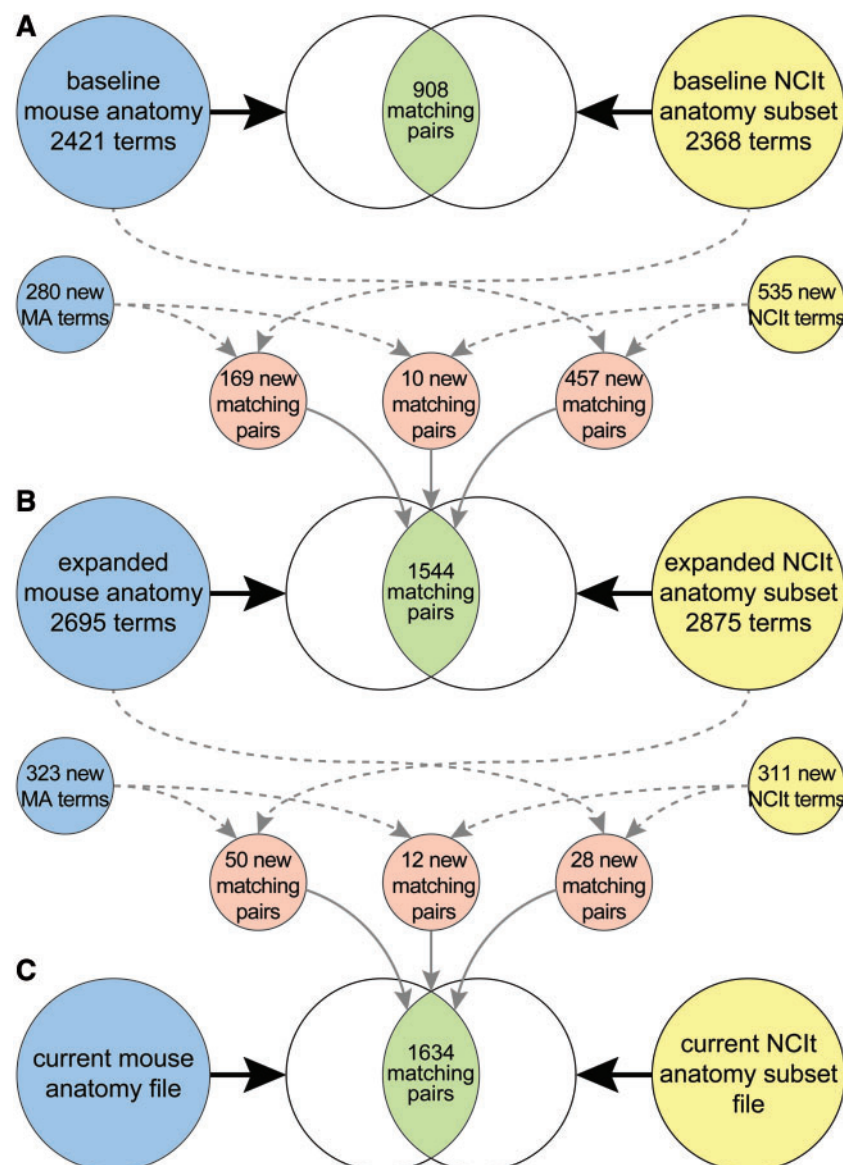 A
baseline
mouse anatomy
2421 terms
908
matching
pairs
baseline NCIt
anatomy subset
2368 terms
280 new
MA terms
535 new
NCIt terms
169 new
matching
pairs
10 new
matching
pairs
457 new
matching
pairs
B
expanded
mouse anatomy
2695 terms
1544
matching
pairs
expanded NCIt
anatomy subset
2875 terms
323 new
MA terms
311 new
NCIt terms
50 new
matching
pairs
12 new
matching
pairs
28 new
matching
pairs
C
current mouse
anatomy file
1634
matching
pairs
current NCIt
anatomy subset
file